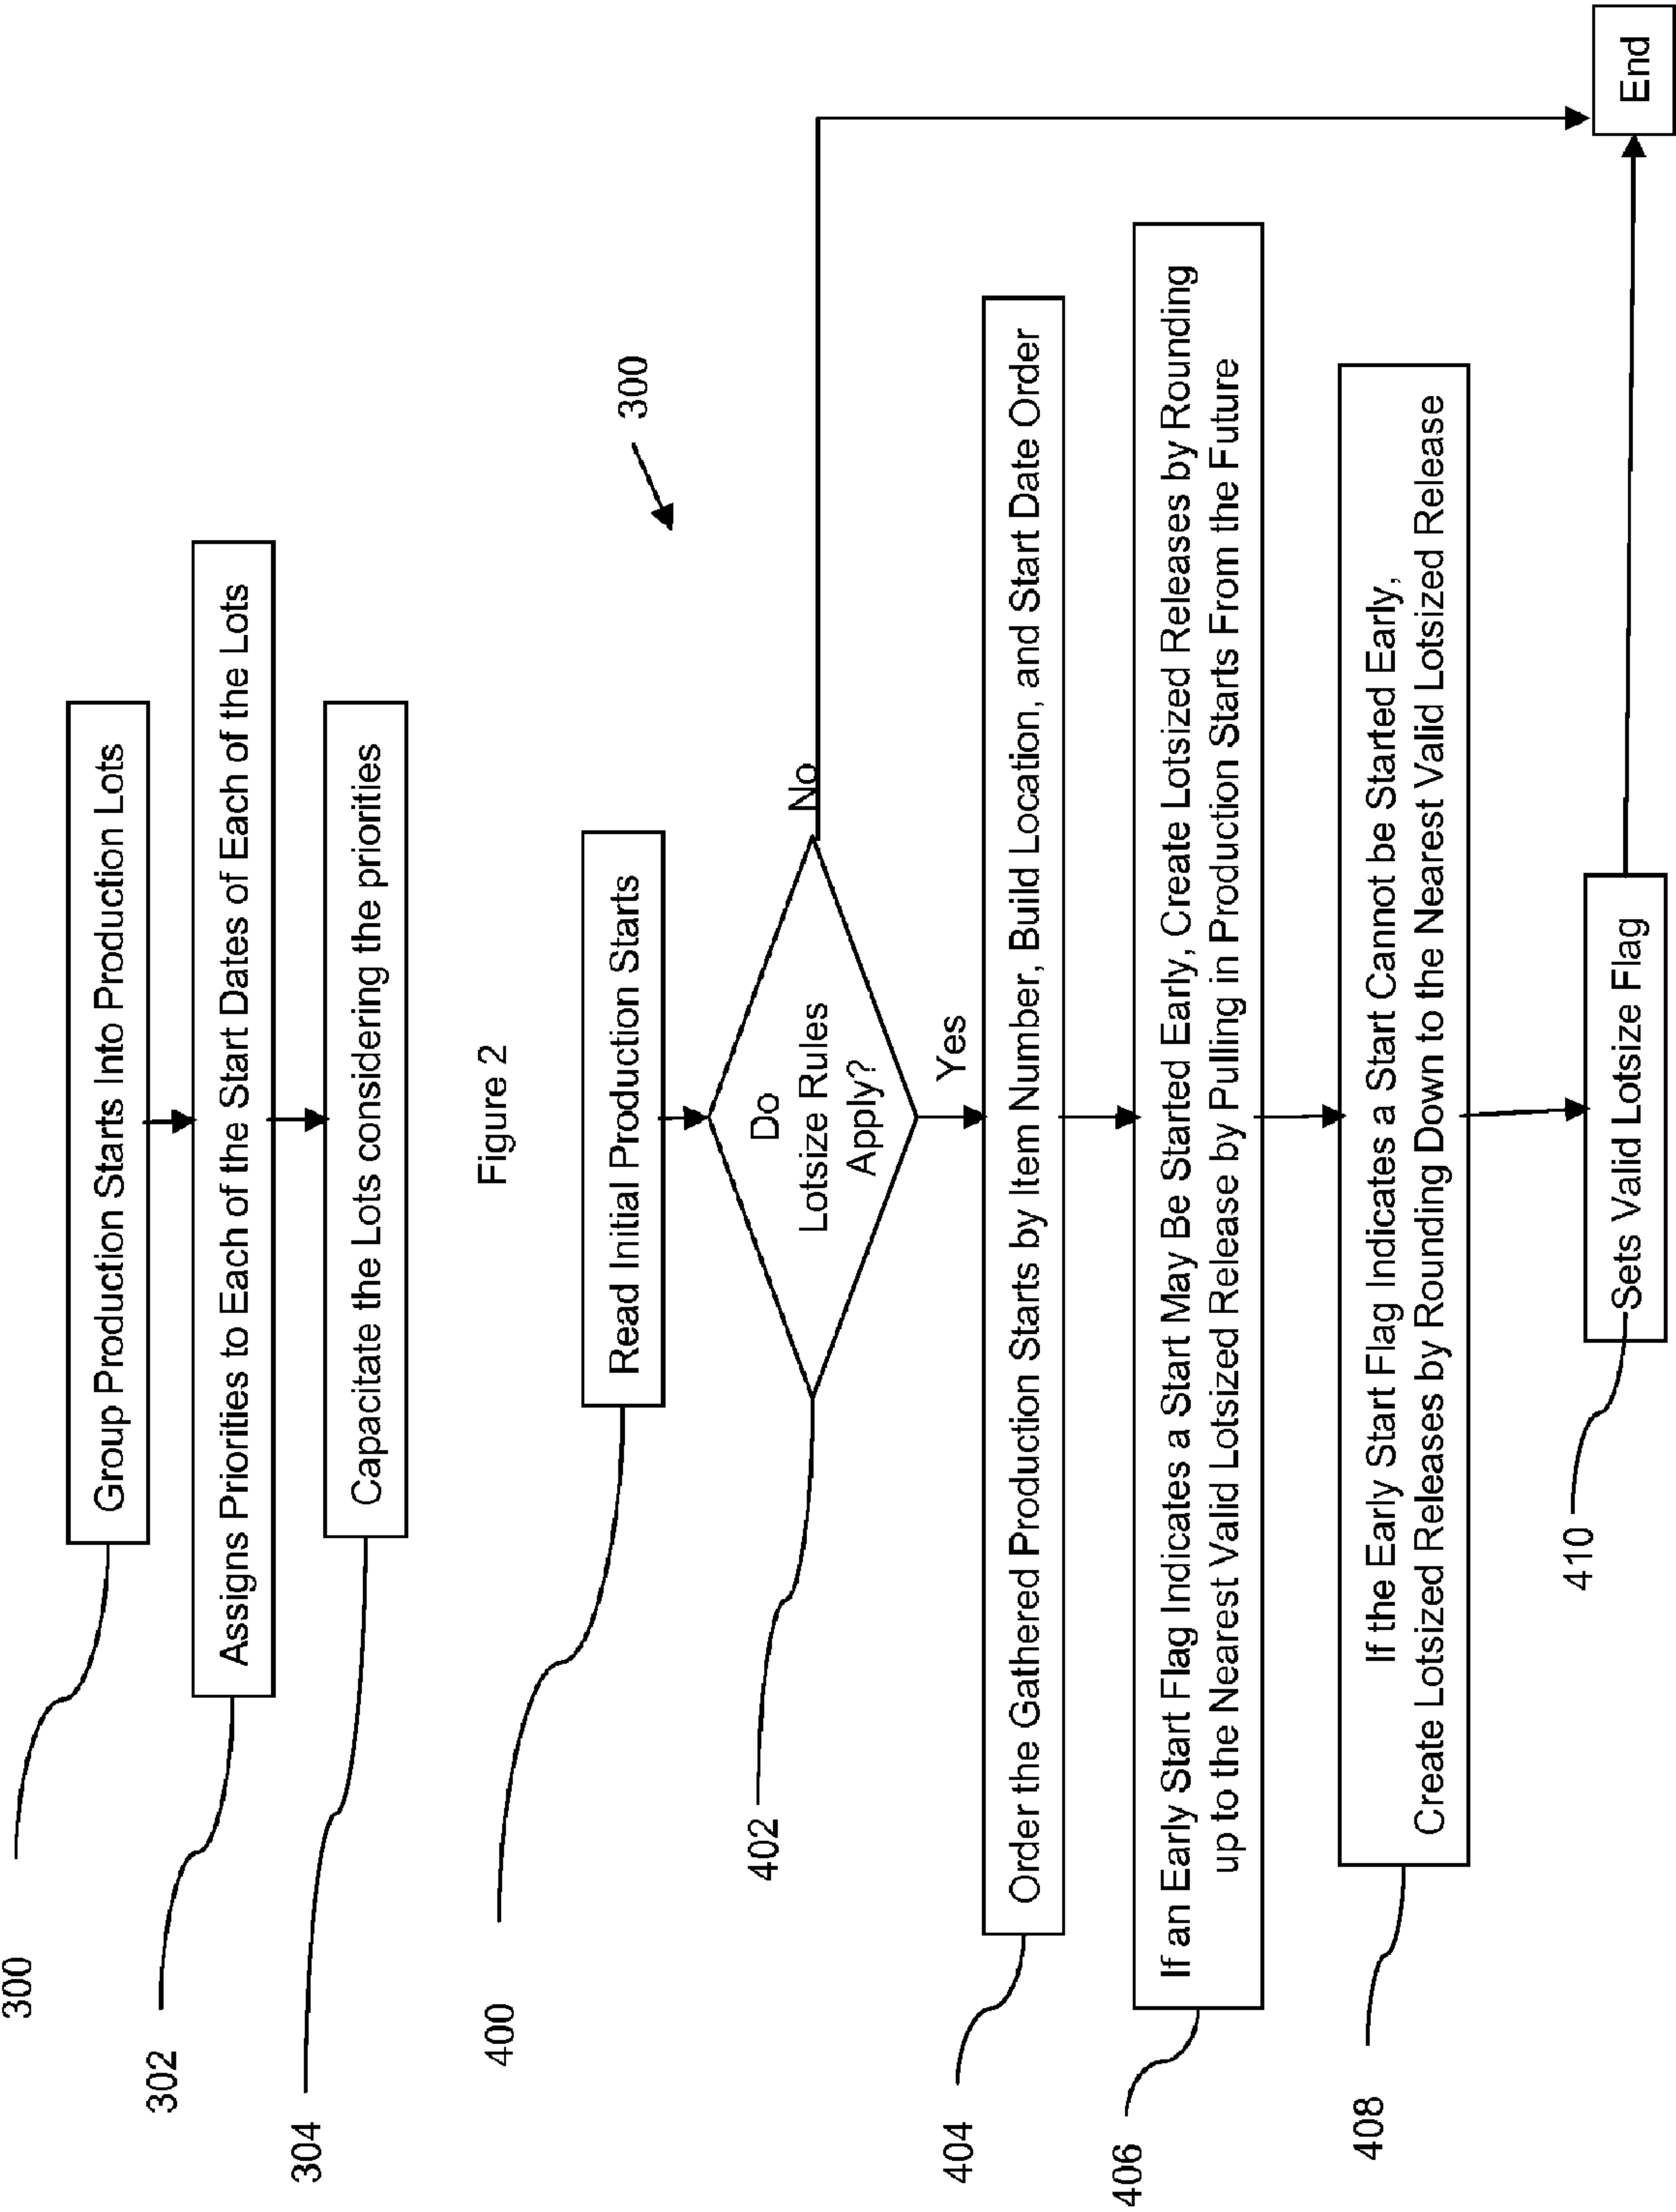 300
Group Production Starts Into Production Lots
302
Assigns Priorities to Each of the Start Dates of Each of the Lots
304
Capacitate the Lots considering the priorities
Figure 2
400
Read Initial Production Starts
300
402
Do
Lotsize Rules
Apply?
No
Yes
404
Order the Gathered Production Starts by Item Number, Build Location, and Start Date Order
406
If an Early Start Flag Indicates a Start May Be Started Early, Create Lotsized Releases by Rounding
up to the Nearest Valid Lotsized Release by Pulling in Production Starts From the Future
408
If the Early Start Flag Indicates a Start Cannot be Started Early,
Create Lotsized Releases by Rounding Down to the Nearest Valid Lotsized Release
410
Sets Valid Lotsize Flag
End